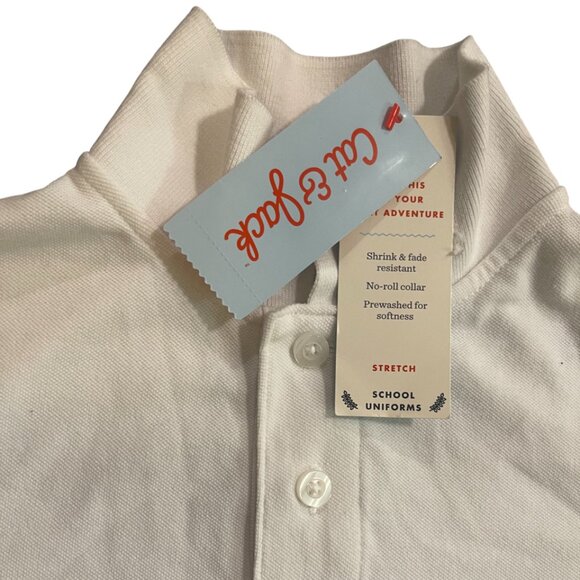 Cat & Jack
THIS
YOUR
ADVENTURE
Shrink & fade
resistant
No-roll collar
Prewashed for
softness
STRETCH
SCHOOL
UNIFORMS